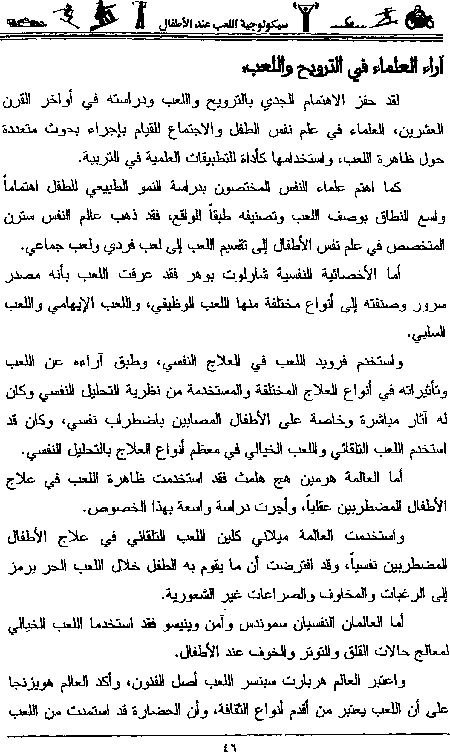 سيكولوجية اللعب عند الأطفال
آراء العلماء في الترويح واللعب:
لقد حفز الاهتمام الجدي بالترويح واللعب ودراسته في أواخر القرن
العشرين، العلماء في علم نفس الطفل والاجتماع للقيام بإجراء بحوث متعددة
حول ظاهرة اللعب، واستخدامها كأداة للتطبيقات العلمية في التربية.
كما اهتم علماء النفس المختصون بدراسة النمو الطبيعي للطفل اهتماماً
واسع النطاق بوصف اللعب وتصنيفه طبقاً للواقع، فقد ذهب عالم النفس سترن
المتخصص في علم نفس الأطفال إلى تقسيم اللعب إلى لعب فردي ولعب جماعي.
أما الأخصائية النفسية شارلوت بوهر فقد عرفت اللعب بأنه مصدر
سرور وصنفته إلى أنواع مختلفة منها اللعب الوظيفي، واللعب الإيهامي واللعب
السلبي.
واستخدم فرويد اللعب في العلاج النفسي، وطبق آراءه عن اللعب
وتأثيراته في أنواع العلاج المختلفة والمستخدمة من نظرية التحليل النفسي وكان
له آثار مباشرة وخاصة على الأطفال المصابين باضطراب نفسي، وكان قد
استخدم اللعب التلقائي واللعب الخيالي في معظم أنواع العلاج بالتحليل النفسي.
أما العالمة هرمين هج هلمث فقد استخدمت ظاهرة اللعب في علاج
الأطفال المضطربين عقلياً، وأجرت دراسة واسعة بهذا الخصوص.
واستخدمت العالمة ميلاني كلاين اللعب التلقائي في علاج الأطفال
المضطربين نفسياً، وقد افترضت أن ما يقوم به الطفل خلال اللعب الحر يرمز
إلى الرغبات والمخاوف والصراعات غير الشعورية.
أما العالمان النفسيان سموندس وآمن وينيسو فقد استخدما اللعب الخيالي
لمعالج حالات القلق والتوتر والخوف عند الأطفال.
واعتبر العالم هربارت سبنسر اللعب أصل الفنون، وأكد العالم هويزنجا
على أن اللعب يعتبر من أقدم أنواع الثقافة، وأن الحضارة قد استمدت من اللعب
٤٦